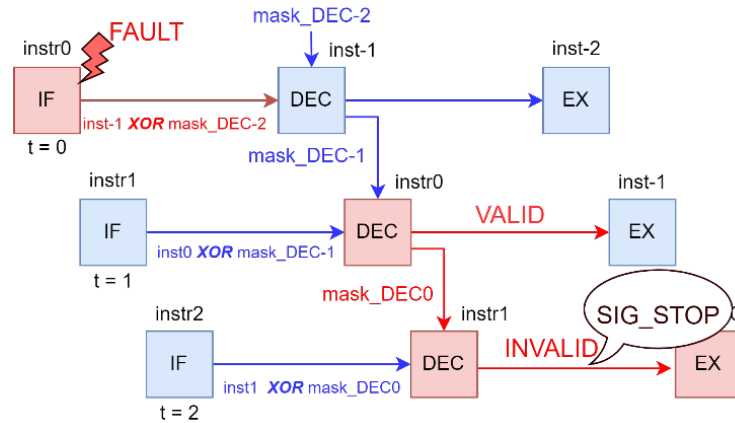 mask_DEC-2
instr0
FAULT
inst-1
inst-2
IF
DEC
EX
inst-1 XOR mask_DEC-2
t = 0
mask_DEC-1
instr1
instr0
inst-1
VALID
IF
DEC
EX
inst0 XOR mask_DEC-1
t = 1
mask_DEC0
instr2
instr1
SIG_STOP
INVALID
IF
DEC
EX
inst1 XOR mask_DEC0
t = 2